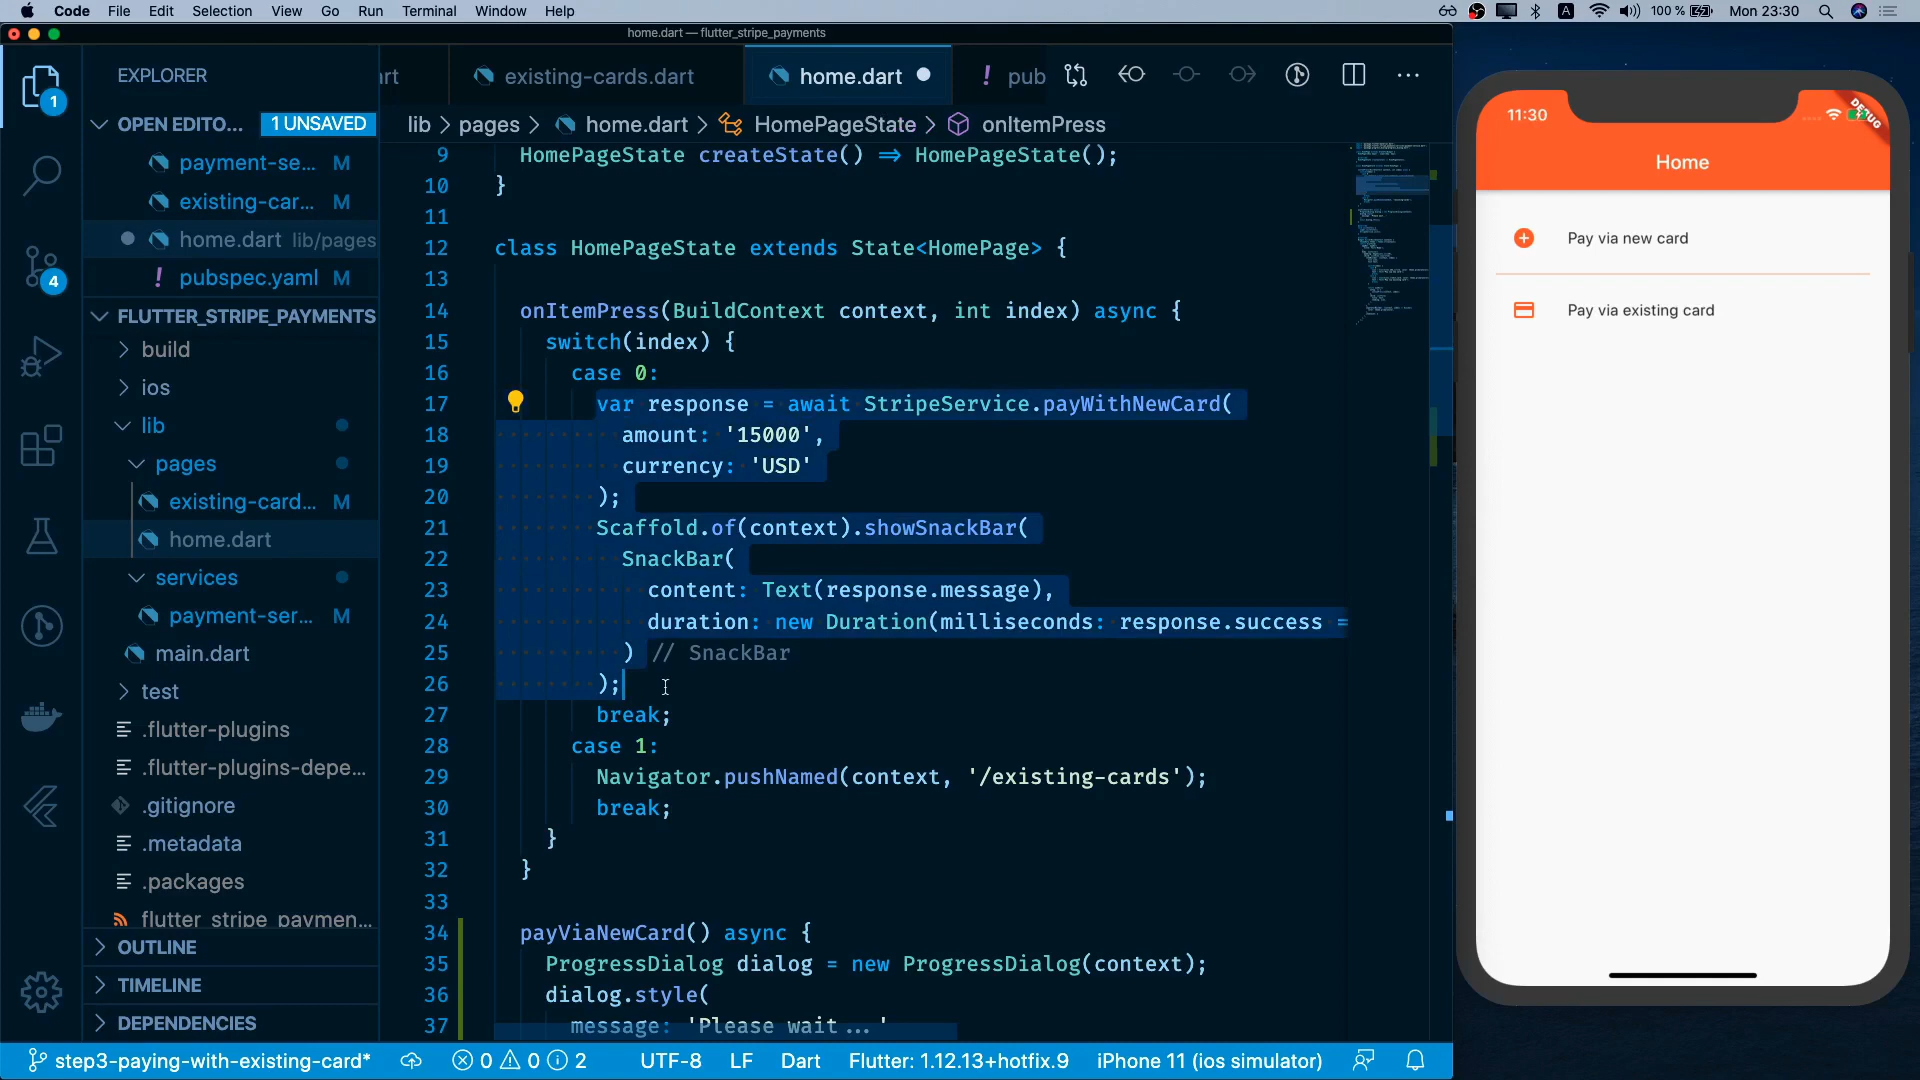 Code File Edit Selection View Go Run Terminal Window Help
A 100 % Mon 23:30
home.dart — flutter_stripe_payments
EXPLORER
1
rt
existing-cards.dart
home.dart
! pub
OPEN EDITO... 1 UNSAVED
lib > pages > home.dart > HomePageState > onItemPress
payment-se... M
existing-car... M
home.dart lib/pages
! pubspec.yaml M
4
FLUTTER_STRIPE_PAYMENTS
build
ios
lib
pages
existing-card... M
home.dart
services
payment-ser... M
main.dart
test
.flutter-plugins
.flutter-plugins-depe...
.gitignore
.metadata
.packages
flutter_stripe_paymen...
OUTLINE
TIMELINE
DEPENDENCIES
9 HomePageState createState() => HomePageState();
10 }
11
12 class HomePageState extends State<HomePage> {
13
14 onItemPress(BuildContext context, int index) async {
15 switch(index) {
16 case 0:
17 var response = await StripeService.payWithNewCard(
18 amount: '15000',
19 currency: 'USD'
20 );
21 Scaffold.of(context).showSnackBar(
22 SnackBar(
23 content: Text(response.message),
24 duration: new Duration(milliseconds: response.success =
25 ) // SnackBar
26 );
27 break;
28 case 1:
29 Navigator.pushNamed(context, '/existing-cards');
30 break;
31 }
32 }
33
34 payViaNewCard() async {
35 ProgressDialog dialog = new ProgressDialog(context);
36 dialog.style(
37 message: 'Please wait...'
step3-paying-with-existing-card* 0 0 2 UTF-8 LF Dart Flutter: 1.12.13+hotfix.9 iPhone 11 (ios simulator)
11:30
DEBUG
Home
Pay via new card
Pay via existing card